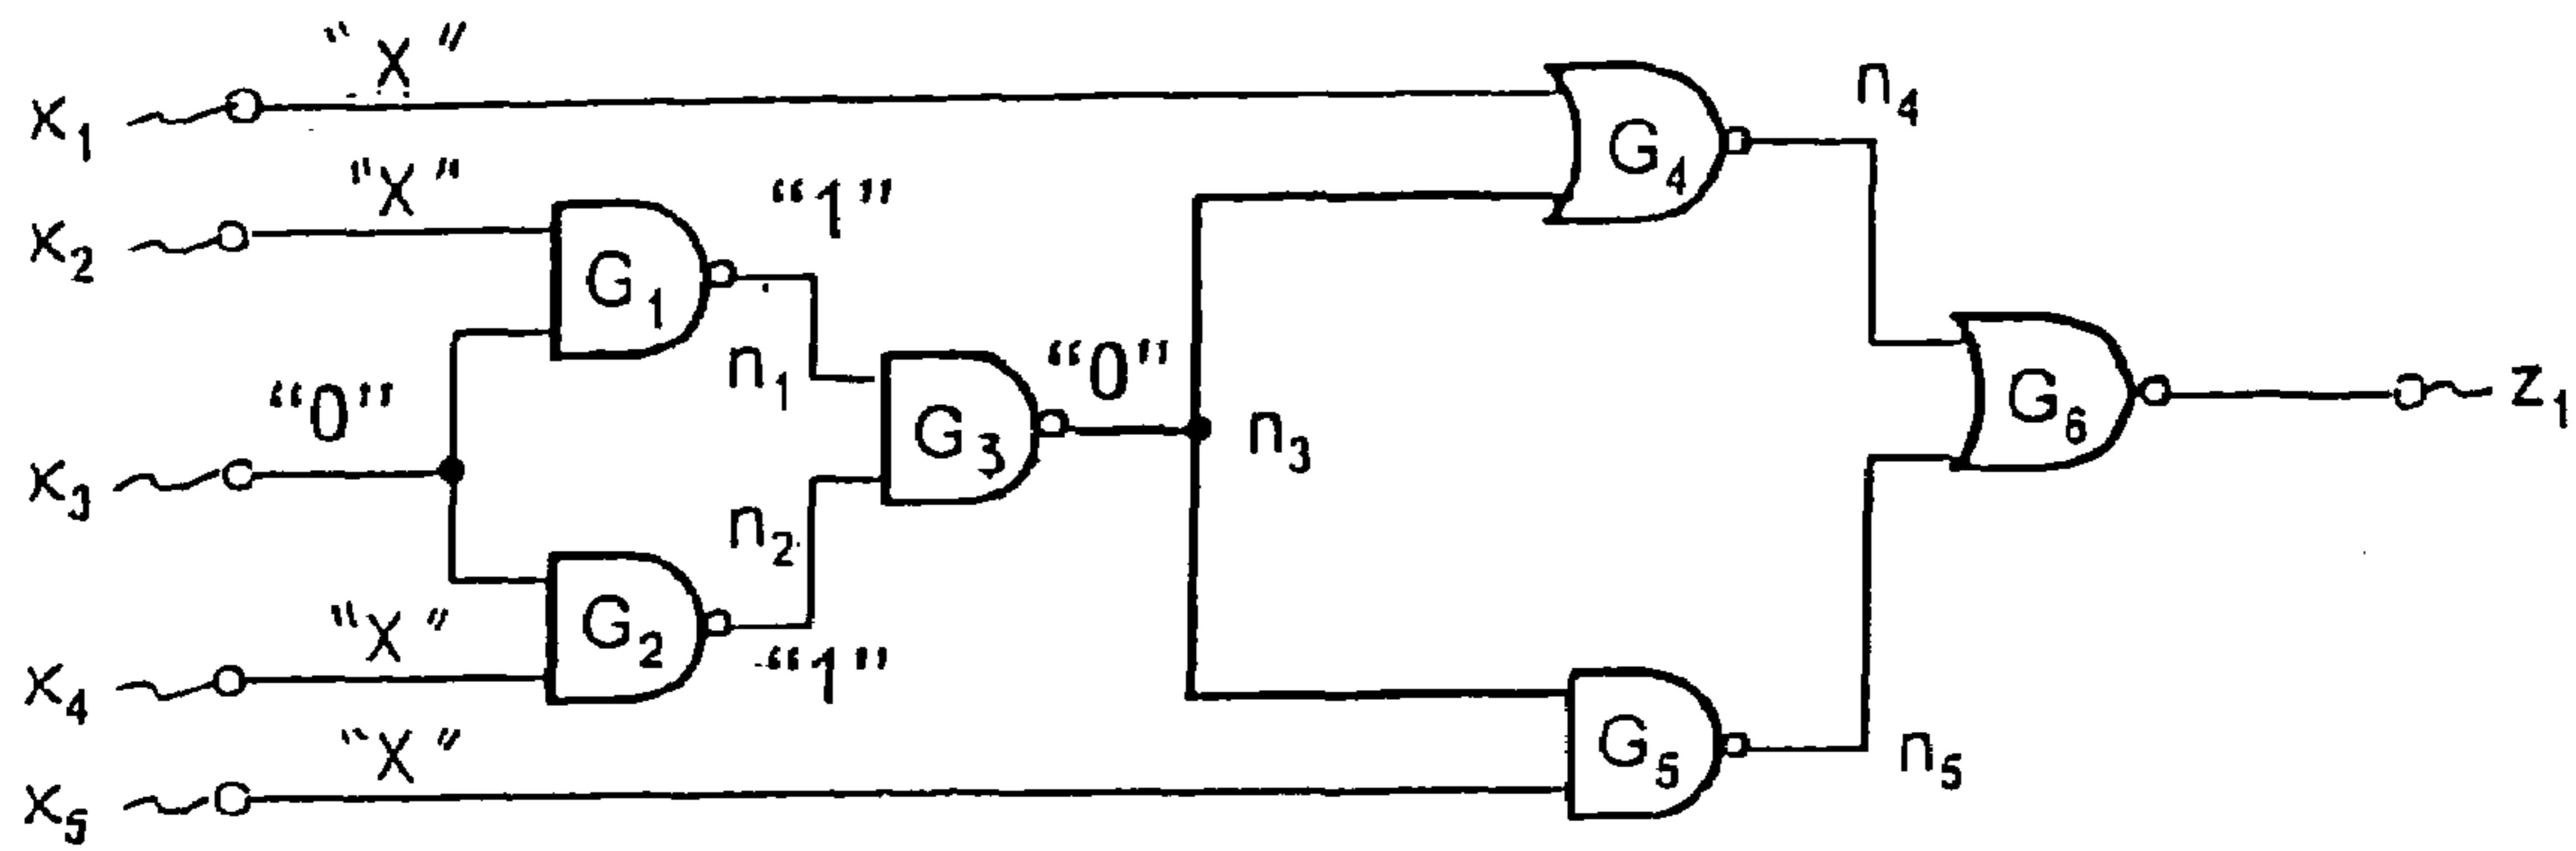 x1 "X" G4 n4
x2 "X" G1 "1"
n1 "0" G6 z1
x3 "0" G3 n3
n2
x4 "X" G2 "1"
x5 "X" G5 n5